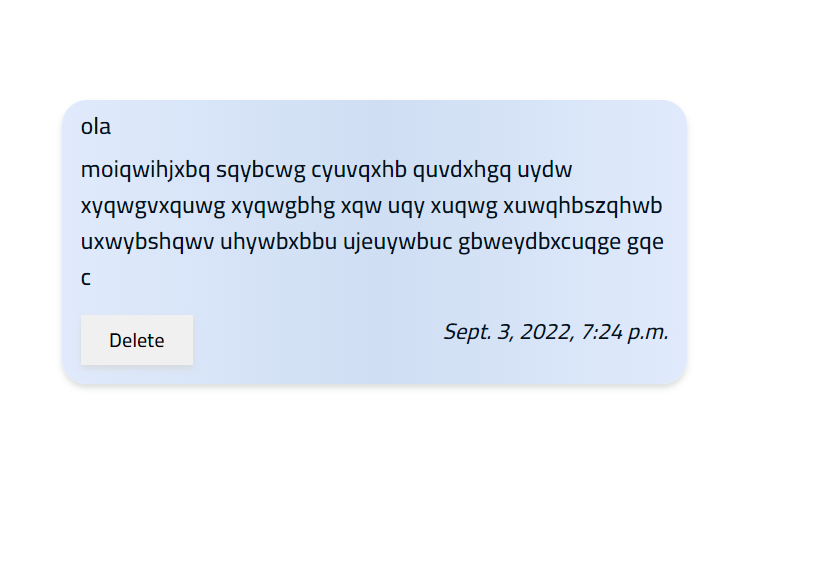 ola
moiqwihjxbq sqybcwg cyuvqxhb quvdxhgq uydw
xyqwgvxquwg xyqwgbhg xqw uqy xuqwg xuwqhbszqhwb
uxwybshqwv uhywbxbbu ujeuywbuc gbweydbxcuqge gqe
c
Delete
Sept. 3, 2022, 7:24 p.m.